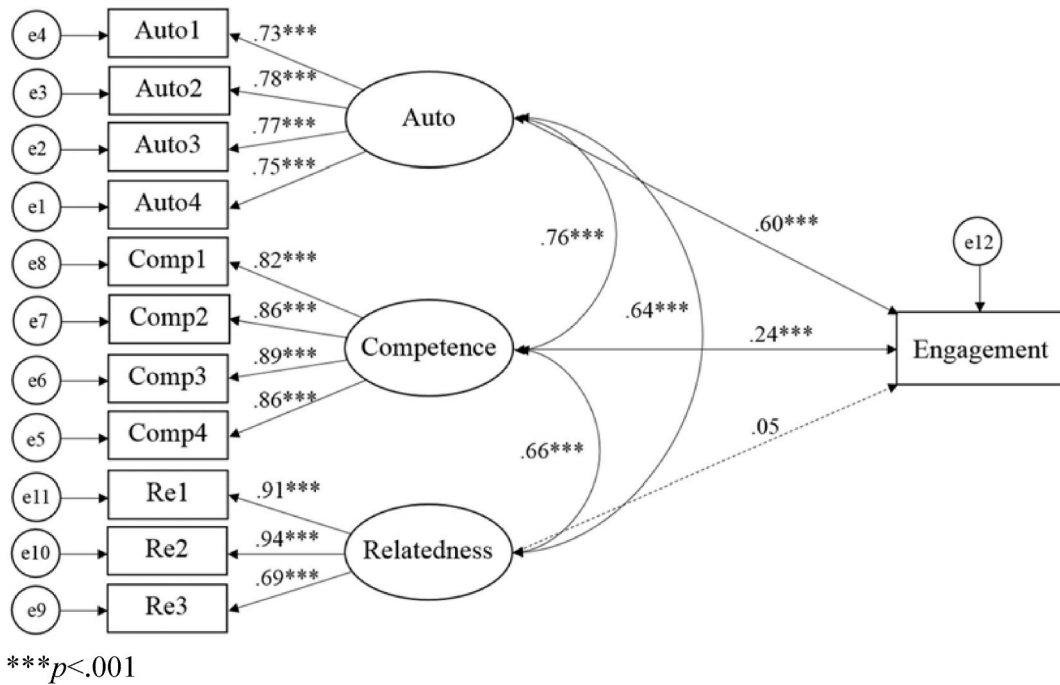 e4 Auto1 .73***
e3 Auto2 .78***
Auto
e2 Auto3 .77***
e1 Auto4 .75***
e8 Comp1 .82***
e7 Comp2 .86***
Competence
e6 Comp3 .89***
e5 Comp4 .86***
e11 Re1 .91***
e10 Re2 .94***
Relatedness
e9 Re3 .69***
.76***
.64***
.66***
.60***
.24***
.05
e12
Engagement
***p<.001